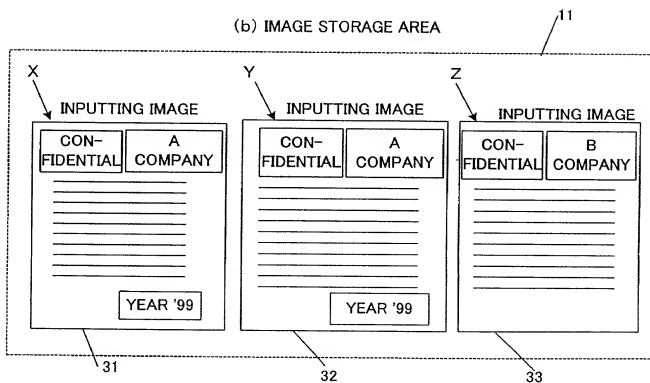 (b) IMAGE STORAGE AREA
11
X
Y
Z
INPUTTING IMAGE
INPUTTING IMAGE
INPUTTING IMAGE
CON-
FIDENTIAL
A
COMPANY
CON-
FIDENTIAL
A
COMPANY
CON-
FIDENTIAL
B
COMPANY
YEAR '99
YEAR '99
31
32
33